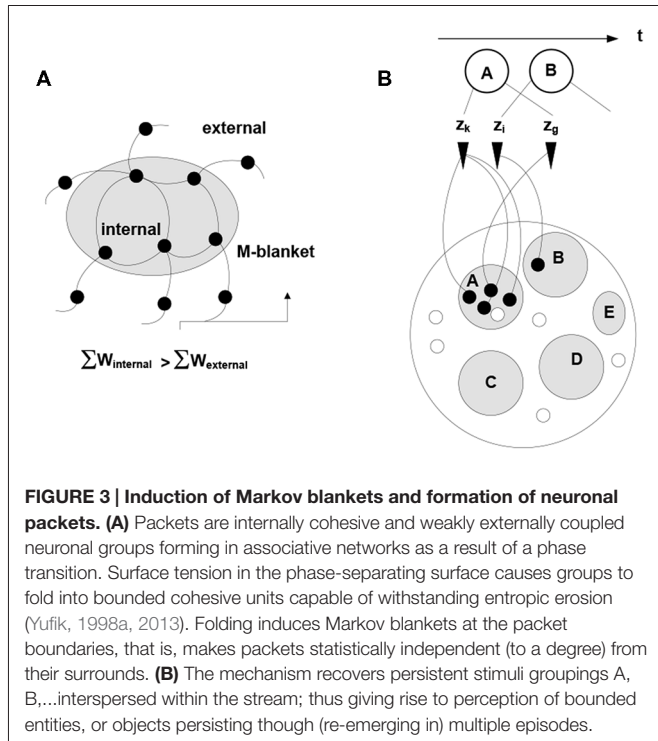 A
external
internal
M-blanket
∑W internal > ∑W external
B
t
A
B
z k
z i
z g
A
B
E
D
C
FIGURE 3 | Induction of Markov blankets and formation of neuronal
packets. (A) Packets are internally cohesive and weakly externally coupled
neuronal groups forming in associative networks as a result of a phase
transition. Surface tension in the phase-separating surface causes groups to
fold into bounded cohesive units capable of withstanding entropic erosion
(Yufik, 1998a, 2013). Folding induces Markov blankets at the packet
boundaries, that is, makes packets statistically independent (to a degree) from
their surrounds. (B) The mechanism recovers persistent stimuli groupings A,
B,...interspersed within the stream; thus giving rise to perception of bounded
entities, or objects persisting though (re-emerging in) multiple episodes.